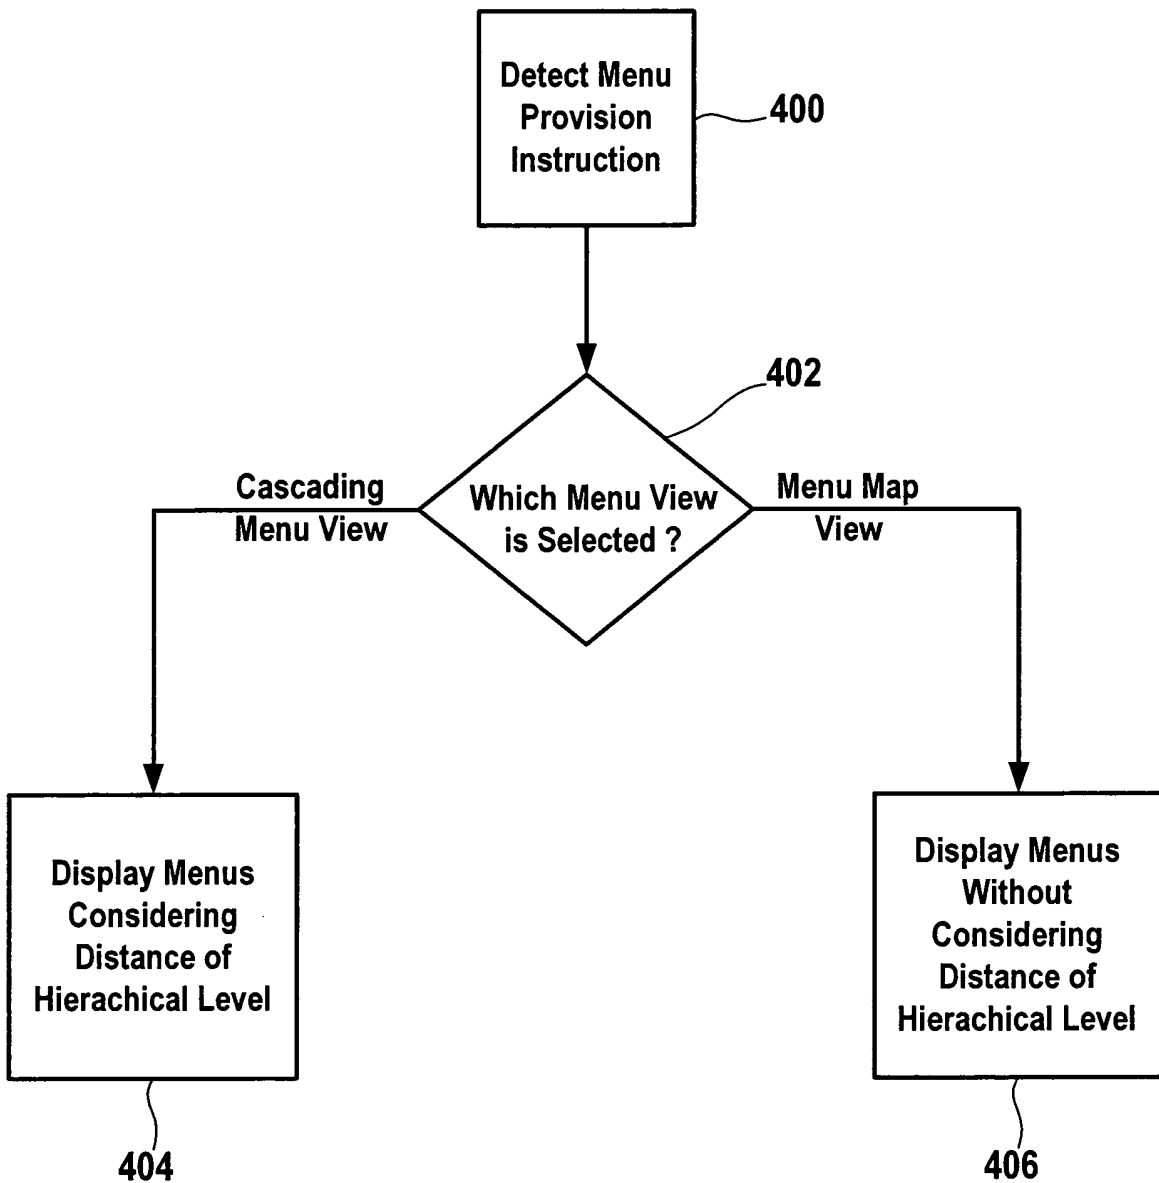 Detect Menu
Provision
Instruction
400
402
Cascading
Menu View
Which Menu View
is Selected ?
Menu Map
View
Display Menus
Considering
Distance of
Hierachical Level
Display Menus
Without
Considering
Distance of
Hierachical Level
404
406